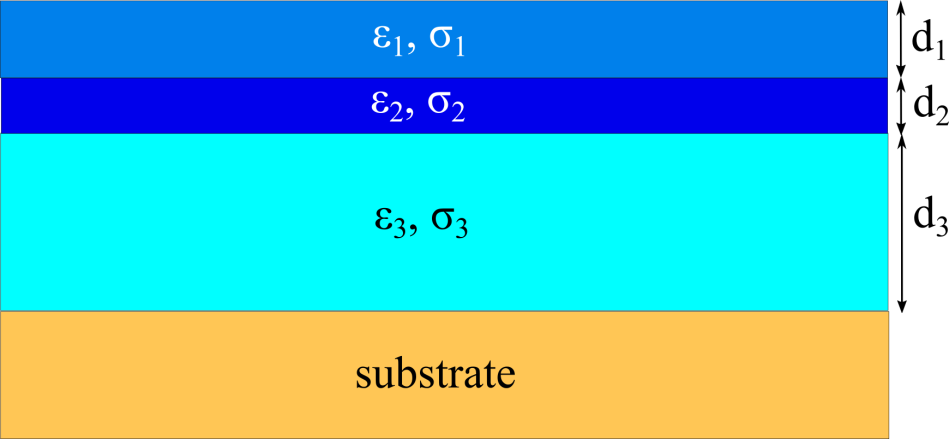 ε₁, σ₁
d₁
ε₂, σ₂
d₂
ε₃, σ₃
d₃
substrate